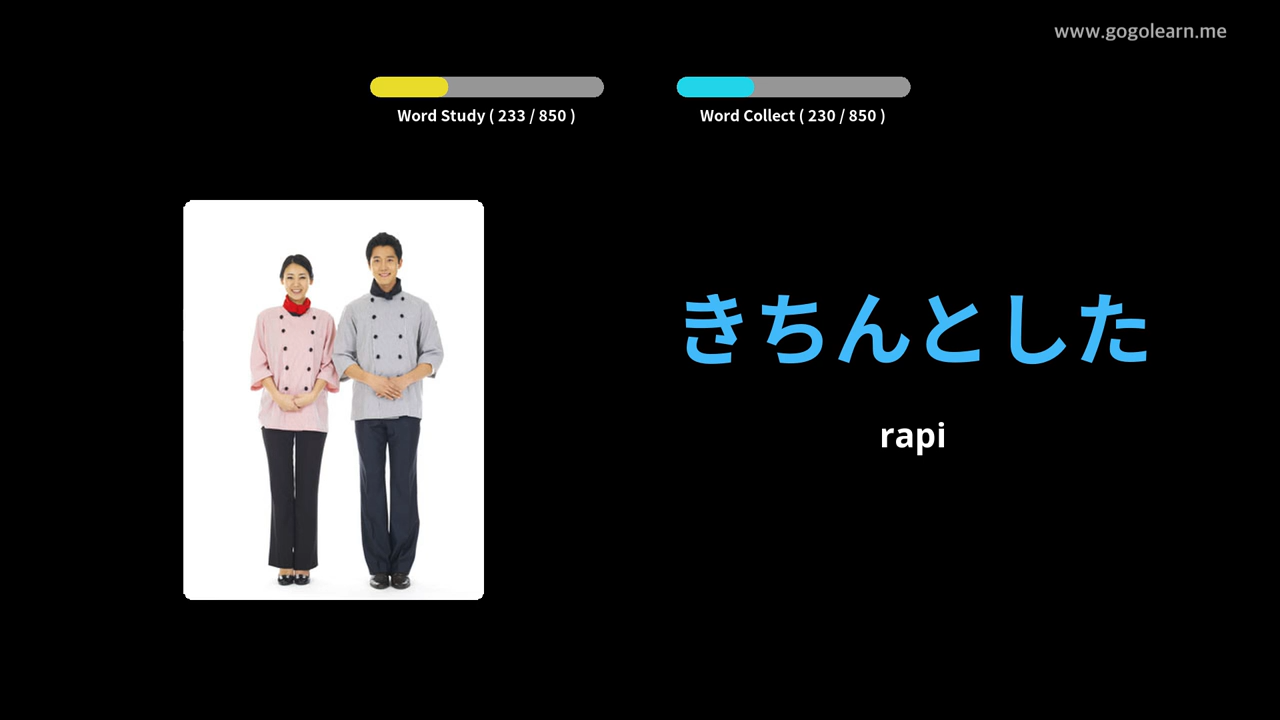 www.gogolearn.me
Word Study ( 233 / 850 )
Word Collect ( 230 / 850 )
きちんとした
rapi